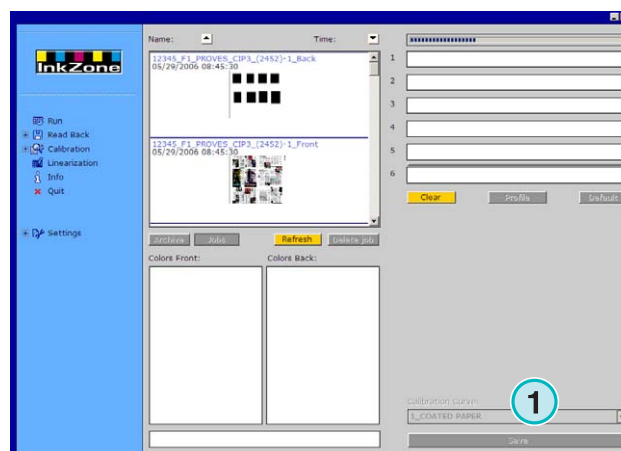 InkZone
Run
Read Back
Calibration
Linearization
Info
Quit
Settings
Name:
Time:
12345_F1_PROVES_CIP3_(2452)-1_Back
05/29/2006 08:45:30
12345_F1_PROVES_CIP3_(2452)-1_Front
05/29/2006 08:45:30
Archive
Jobs
Refresh
Delete job
Colors Front:
Colors Back:
1
2
3
4
5
6
Clear
Profile
Default
Calibration Curve:
1_COATED PAPER
1
Save